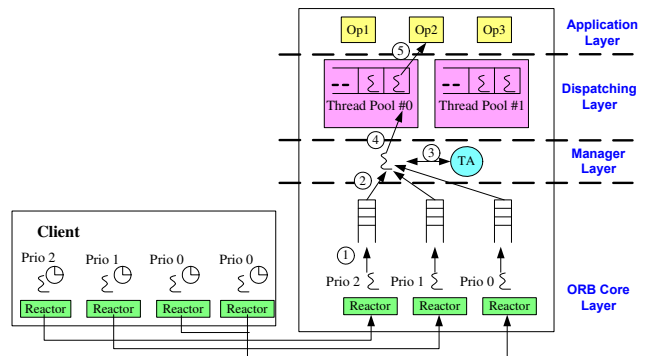 Op1 Op2 Op3 Application
Layer
5
Thread Pool #0 Thread Pool #1 Dispatching
Layer
4
3 TA Manager
Layer
2
Client
1
Prio 2 Prio 1 Prio 0 Prio 0
Prio 2 Prio 1 Prio 0
Reactor Reactor Reactor Reactor
Reactor Reactor Reactor
ORB Core
Layer